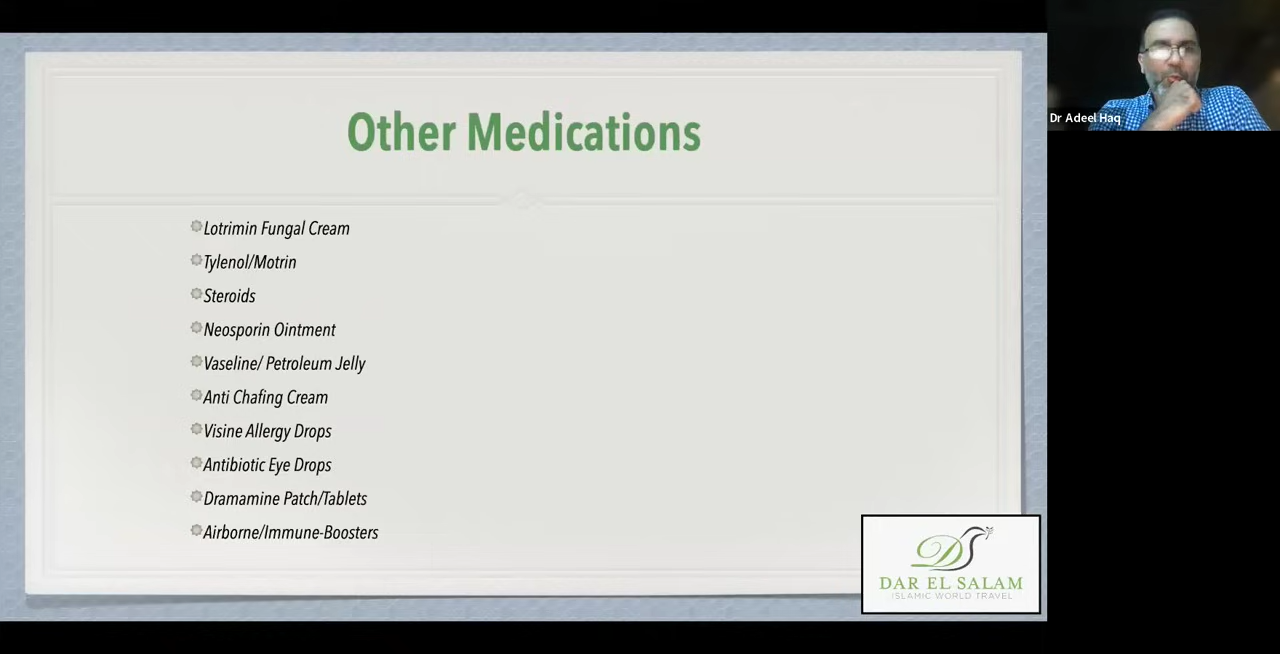 Other Medications
Lotrimin Fungal Cream
Tylenol/Motrin
Steroids
Neosporin Ointment
Vaseline/ Petroleum Jelly
Anti Chafing Cream
Visine Allergy Drops
Antibiotic Eye Drops
Dramamine Patch/Tablets
Airborne/Immune-Boosters
DS
DAR EL SALAM
ISLAMIC WORLD TRAVEL
Dr Adeel Haq